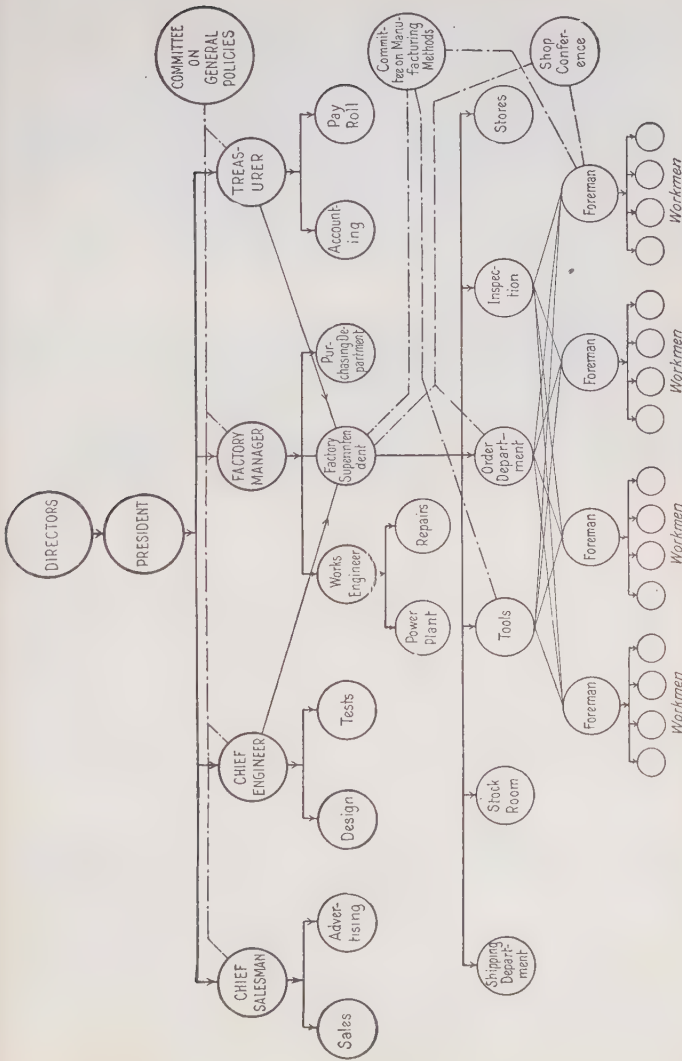 DIRECTORS
PRESIDENT
COMMITTEE
ON
GENERAL
POLICIES
CHIEF
SALESMAN
CHIEF
ENGINEER
FACTORY
MANAGER
TREAS-
URER
Sales
Adver-
tising
Design
Tests
Works
Engineer
Factory
Superinten
dent
Pur-
chasing De-
partment
Account-
ing
Pay
Roll
Power
Plant
Repairs
Commit-
tee on Manu-
facturing
Methods
Shop
Confer-
ence
Shipping
Depart-
ment
Stock
Room
Tools
Order
Depart-
ment
Inspec-
tion
Stores
Foreman
Foreman
Foreman
Foreman
Workmen
Workmen
Workmen
Workmen